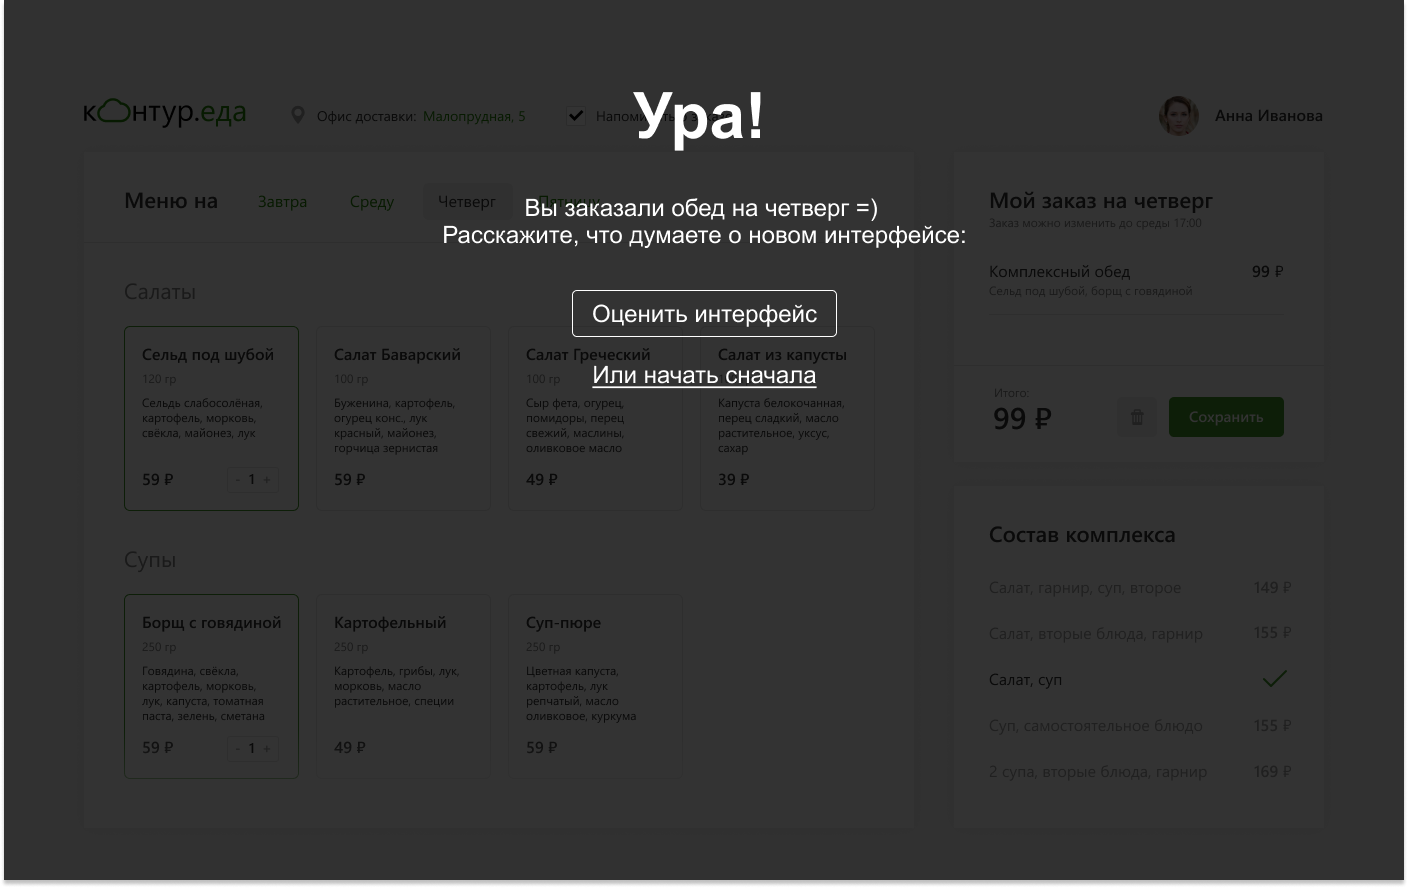 контур.еда
Офис доставки: Малопрудная, 5
Ура!
Анна Иванова
Меню на Завтра Среду Четверг Пятницу
Вы заказали обед на четверг =)
Расскажите, что думаете о новом интерфейсе:
Оценить интерфейс
Или начать сначала
Салаты
Сельд под шубой
120 гр
Сельдь слабосолёная,
картофель, морковь,
свёкла, майонез, лук
59 ₽
- 1 +
Салат Баварский
100 гр
Буженина, картофель,
огурец конс., лук
красный, майонез,
горчица зернистая
59 ₽
Салат Греческий
100 гр
Сыр фета, огурец,
помидоры, перец
свежий, маслины,
оливковое масло
49 ₽
Салат из капусты
Капуста белокочанная,
перец сладкий, масло
растительное, уксус,
сахар
39 ₽
Супы
Борщ с говядиной
250 гр
Говядина, свёкла,
картофель, морковь,
лук, капуста, томатная
паста, зелень, сметана
59 ₽
- 1 +
Картофельный
250 гр
Картофель, грибы, лук,
морковь, масло
растительное, специи
49 ₽
Суп-пюре
250 гр
Цветная капуста,
картофель, лук
репчатый, масло
оливковое, куркума
59 ₽
Мой заказ на четверг
Заказ можно изменить до среды 17:00
Комплексный обед 99 ₽
Сельд под шубой, борщ с говядиной
Итого:
99 ₽
Сохранить
Состав комплекса
Салат, гарнир, суп, второе 149 ₽
Салат, вторые блюда, гарнир 155 ₽
Салат, суп
Суп, самостоятельное блюдо 155 ₽
2 супа, вторые блюда, гарнир 169 ₽